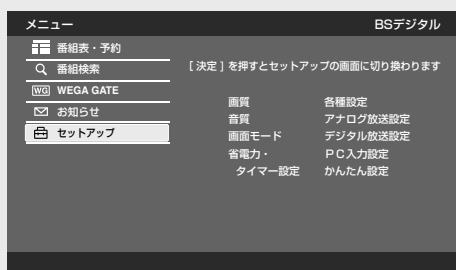 メニュー BSデジタル
番組表・予約
番組検索
[ 決定 ] を押すとセットアップの画面に切り換わります
WG WEGA GATE
お知らせ
セットアップ
画質 各種設定
音質 アナログ放送設定
画面モード デジタル放送設定
省電力・ PC入力設定
タイマー設定 かんたん設定